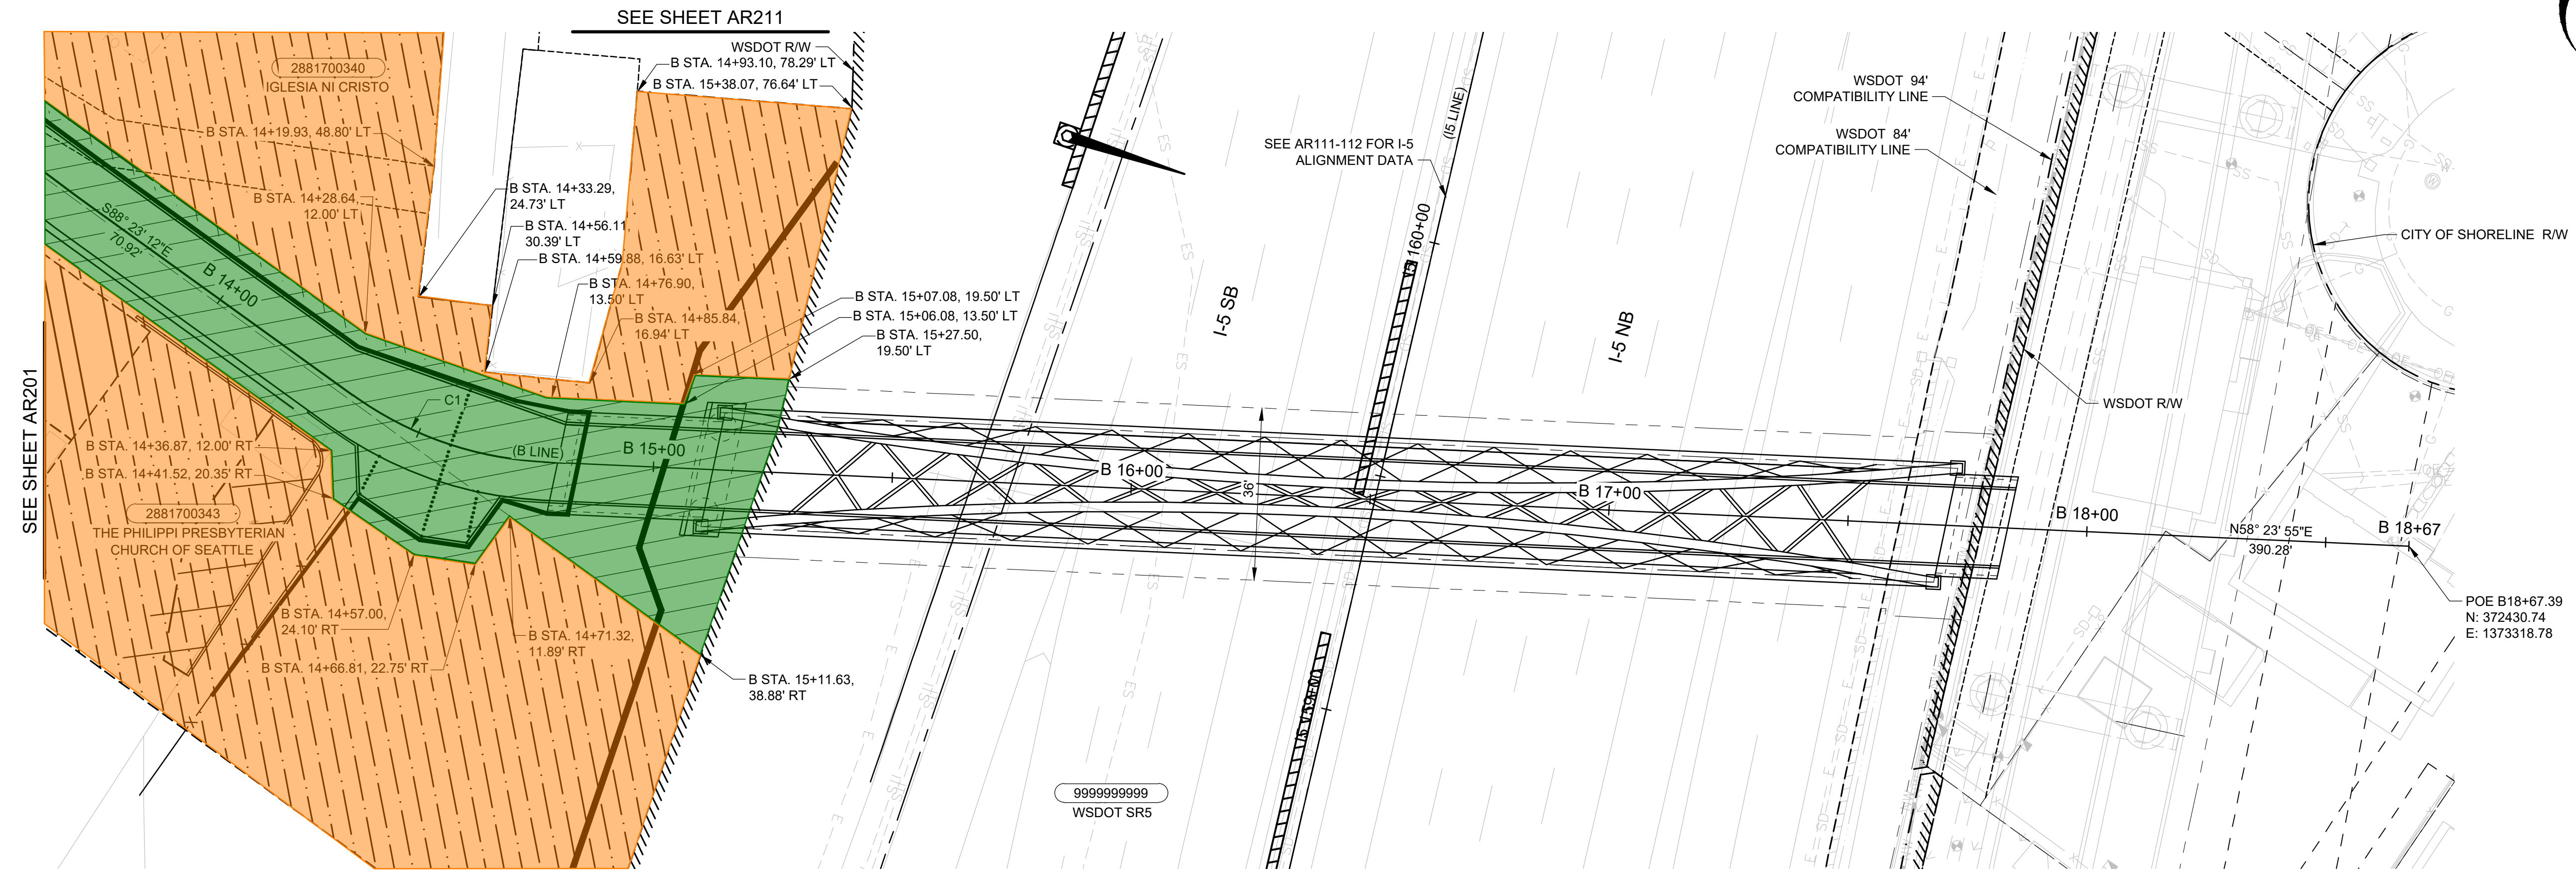 SEE SHEET AR211
WSDOT R/W
B STA. 14+93.10, 78.29' LT
B STA. 15+38.07, 76.64' LT
2881700340
IGLESIA NI CRISTO
B STA. 14+19.93, 48.80' LT
B STA. 14+28.64,
12.00' LT
B STA. 14+33.29,
24.73' LT
B STA. 14+56.11,
30.39' LT
B STA. 14+59.88, 16.63' LT
B STA. 14+76.90,
13.50' LT
B STA. 14+85.84,
16.94' LT
B STA. 15+07.08, 19.50' LT
B STA. 15+06.08, 13.50' LT
B STA. 15+27.50,
19.50' LT
S88° 23' 12"E
70.92'
B 14+00
C1
(B LINE)
B 15+00
SEE SHEET AR201
B STA. 14+36.87, 12.00' RT
B STA. 14+41.52, 20.35' RT
2881700343
THE PHILIPPI PRESBYTERIAN
CHURCH OF SEATTLE
B STA. 14+57.00,
24.10' RT
B STA. 14+66.81, 22.75' RT
B STA. 14+71.32,
11.89' RT
B STA. 15+11.63,
38.88' RT
I-5 SB
SEE AR111-112 FOR I-5
ALIGNMENT DATA
(I5 LINE)
I5 160+00
I-5 NB
WSDOT 94'
COMPATIBILITY LINE
WSDOT 84'
COMPATIBILITY LINE
CITY OF SHORELINE R/W
WSDOT R/W
B 16+00
36'
B 17+00
B 18+00
N58° 23' 55"E
390.28'
B 18+67
POE B18+67.39
N: 372430.74
E: 1373318.78
I5 159+00
9999999999
WSDOT SR5